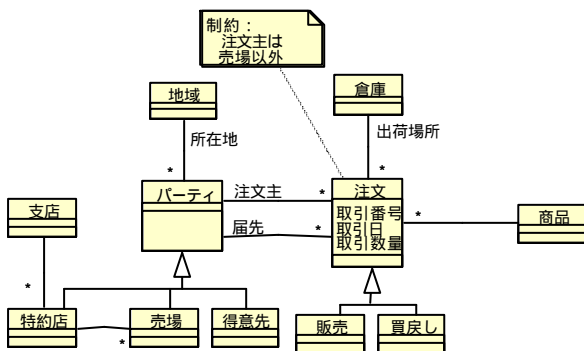 制約：
注文主は
売場以外
地域
倉庫
所在地
出荷場所
*
*
パーティ
注文主
*
注文
取引番号
取引日
取引数量
届先
*
*
商品
支店
*
特約店
*
売場
得意先
販売
買戻し